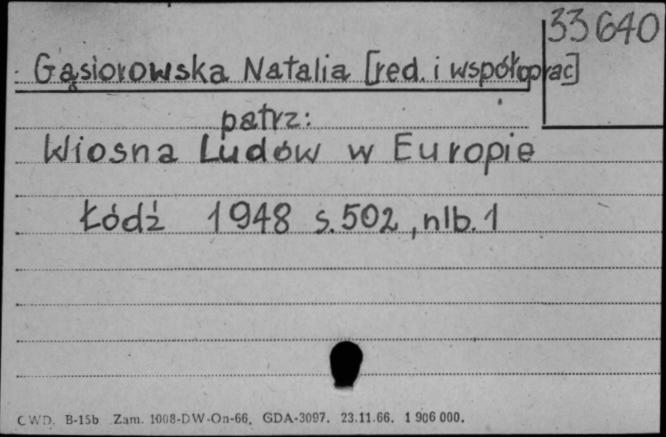 33640
Gąsiorowska Natalia [red. i współoprac]
patrz:
Wiosna Ludów w Europie
Łódź 1948 s. 502, nlb. 1
CWD. B-15b Zam. 1008-DW-On-66. GDA-3097. 23.11.66. 1 906 000.